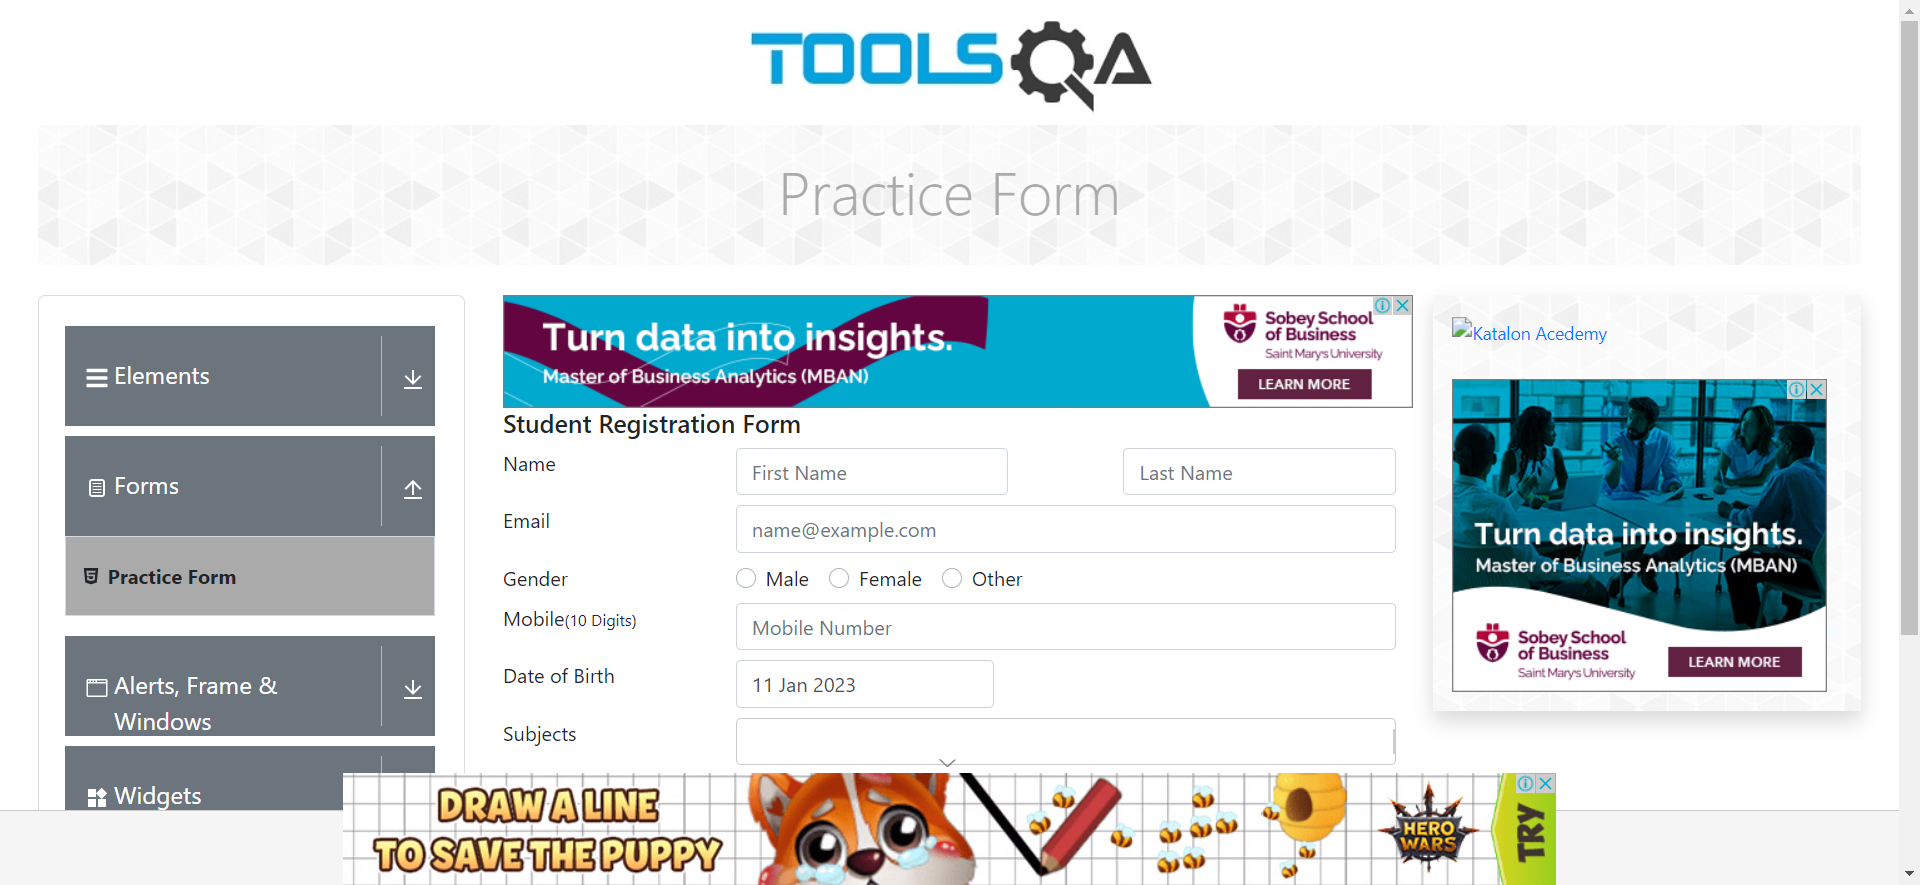 TOOLSQA
Practice Form
Elements
Forms
Practice Form
Alerts, Frame &
Windows
Widgets
Turn data into insights.
Master of Business Analytics (MBAN)
Sobey School
of Business
Saint Mary's University
LEARN MORE
Student Registration Form
Name
First Name
Last Name
Email
name@example.com
Gender
Male
Female
Other
Mobile(10 Digits)
Mobile Number
Date of Birth
11 Jan 2023
Subjects
Katalon Acedemy
Turn data into insights.
Master of Business Analytics (MBAN)
Sobey School
of Business
Saint Mary's University
LEARN MORE
DRAW A LINE
TO SAVE THE PUPPY
HERO
WARS
TRY